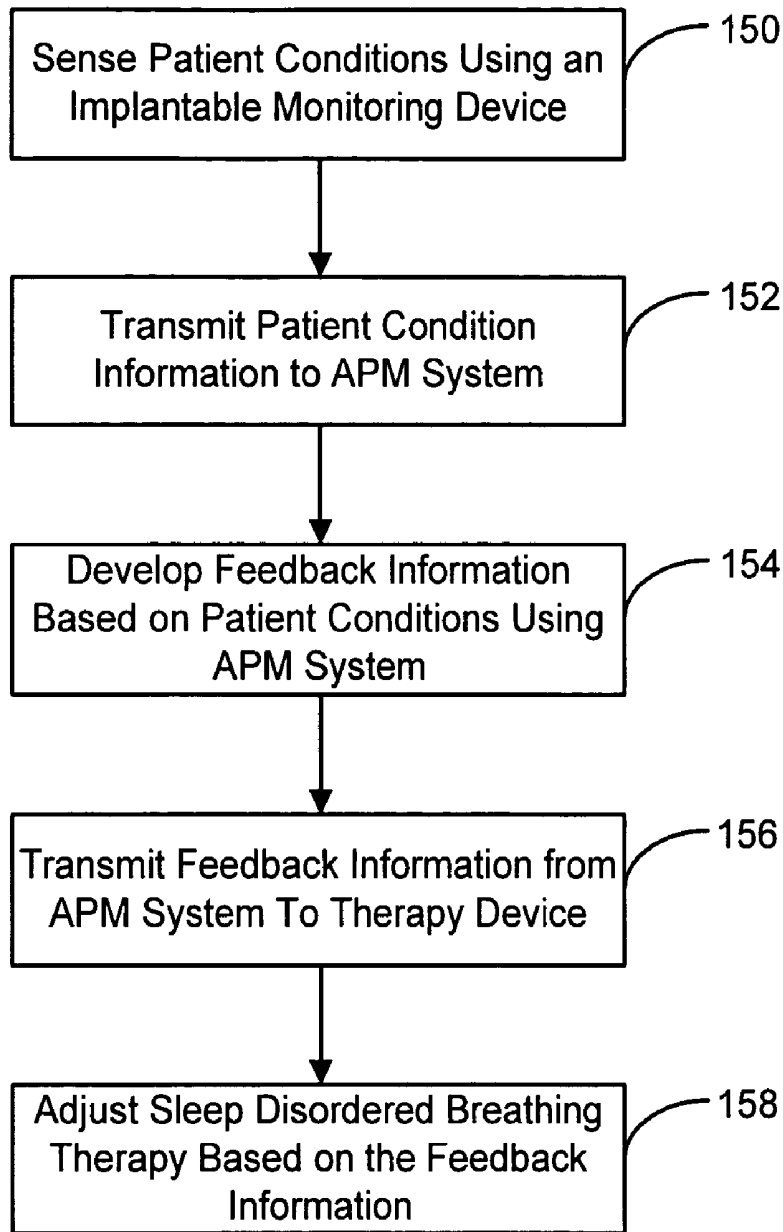 Sense Patient Conditions Using an
Implantable Monitoring Device
150
Transmit Patient Condition
Information to APM System
152
Develop Feedback Information
Based on Patient Conditions Using
APM System
154
Transmit Feedback Information from
APM System To Therapy Device
156
Adjust Sleep Disordered Breathing
Therapy Based on the Feedback
Information
158